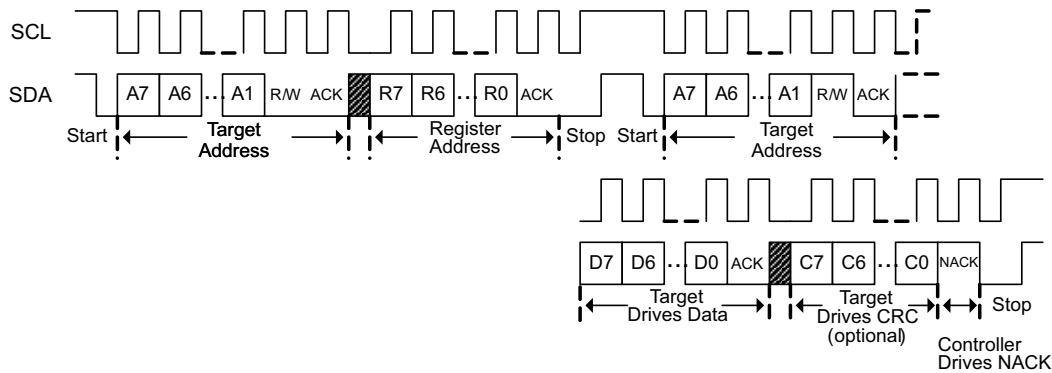 SCL
SDA
A7 A6 ... A1 R/W ACK R7 R6 ... R0 ACK A7 A6 ... A1 R/W ACK
Start Target Address Register Address Stop Start Target Address
D7 D6 ... D0 ACK C7 C6 ... C0 NACK
Target Drives Data Target Drives CRC (optional) Stop
Controller Drives NACK